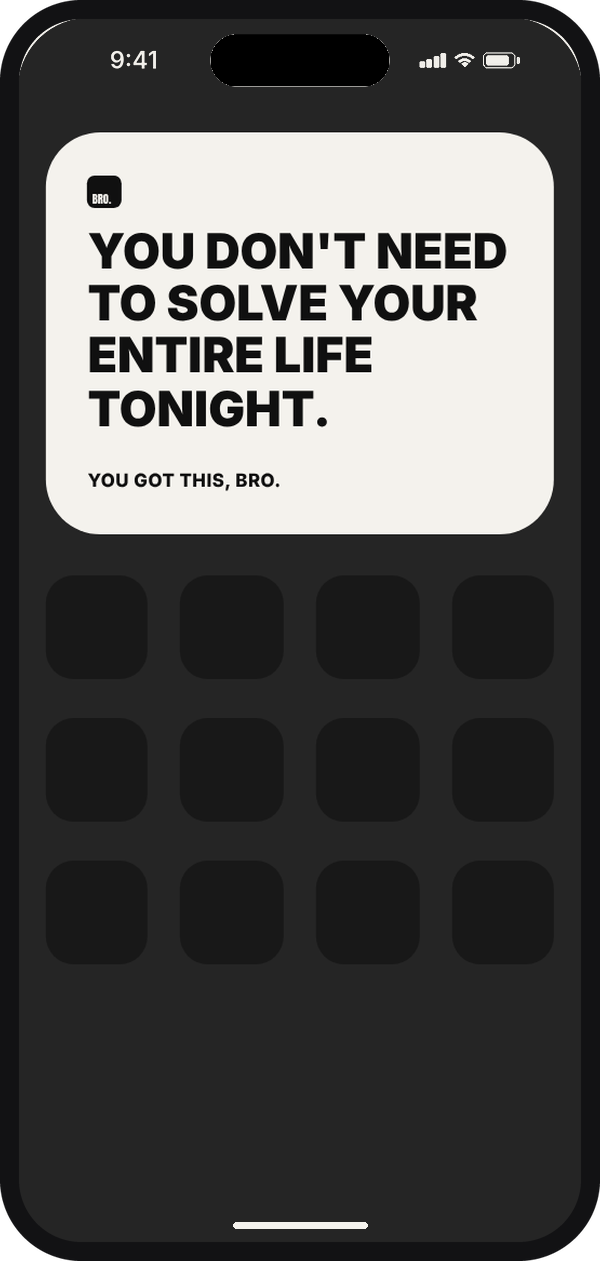 9:41
BRO.
YOU DON'T NEED
TO SOLVE YOUR
ENTIRE LIFE
TONIGHT.
YOU GOT THIS, BRO.